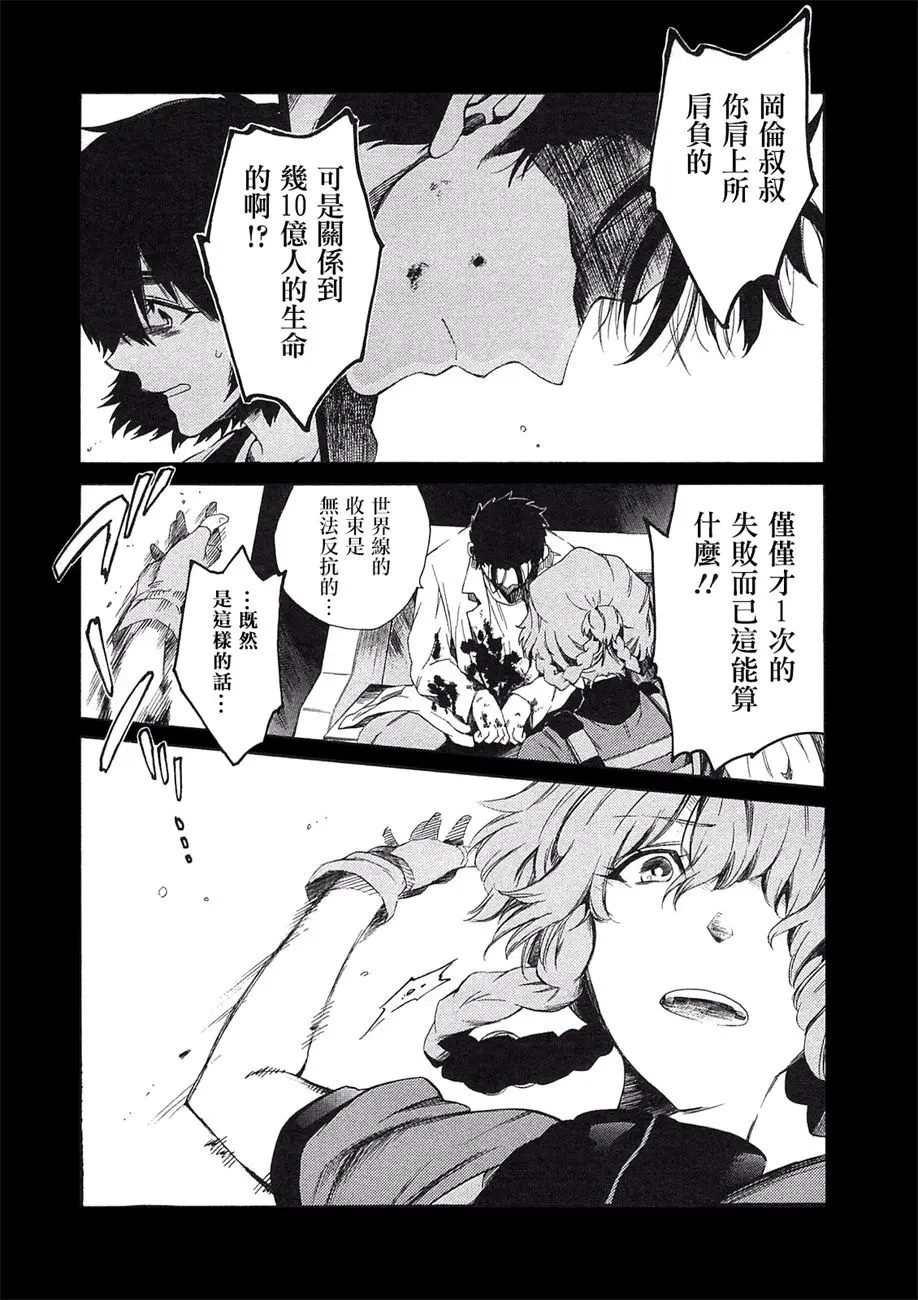 岡倫叔叔
你肩上所
肩負的
可是關係到
幾10億人的生命
的啊!?
僅僅才1次的
失敗而已這能算
什麼!!
世界線的
收束是
無法反抗的…
…既然
是這樣的話…